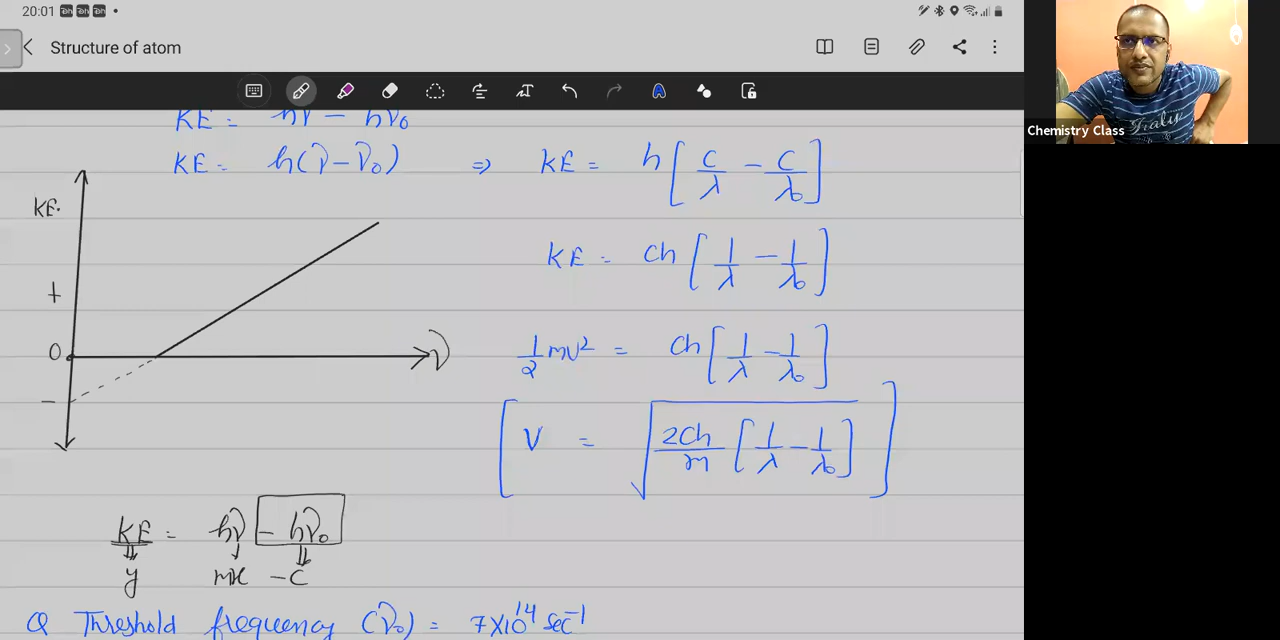 20:01
Structure of atom
Chemistry Class
KE = hν – hν₀
KE = h(ν – ν₀) ⇒ KE = h[c/λ – c/λ₀]
KE = ch[1/λ – 1/λ₀]
½mv² = ch[1/λ – 1/λ₀]
[V = √(2ch/m [1/λ – 1/λ₀])]
KE.
+
0
ν
–
KE = hν – hν₀
y mx – c
Q Threshold frequency (ν₀) = 7×10¹⁴ sec⁻¹